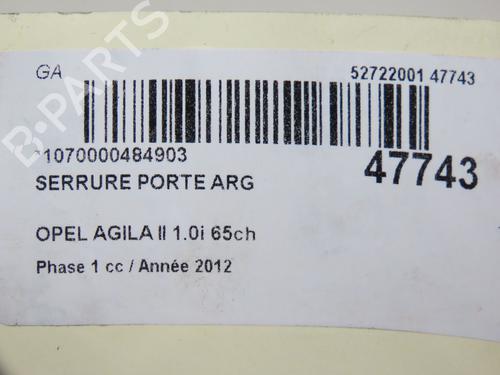 GA
52722001 47743
*1070000484903
47743
SERRURE PORTE ARG
OPEL AGILA II 1.0i 65ch
Phase 1 cc / Année 2012
B-PARTS